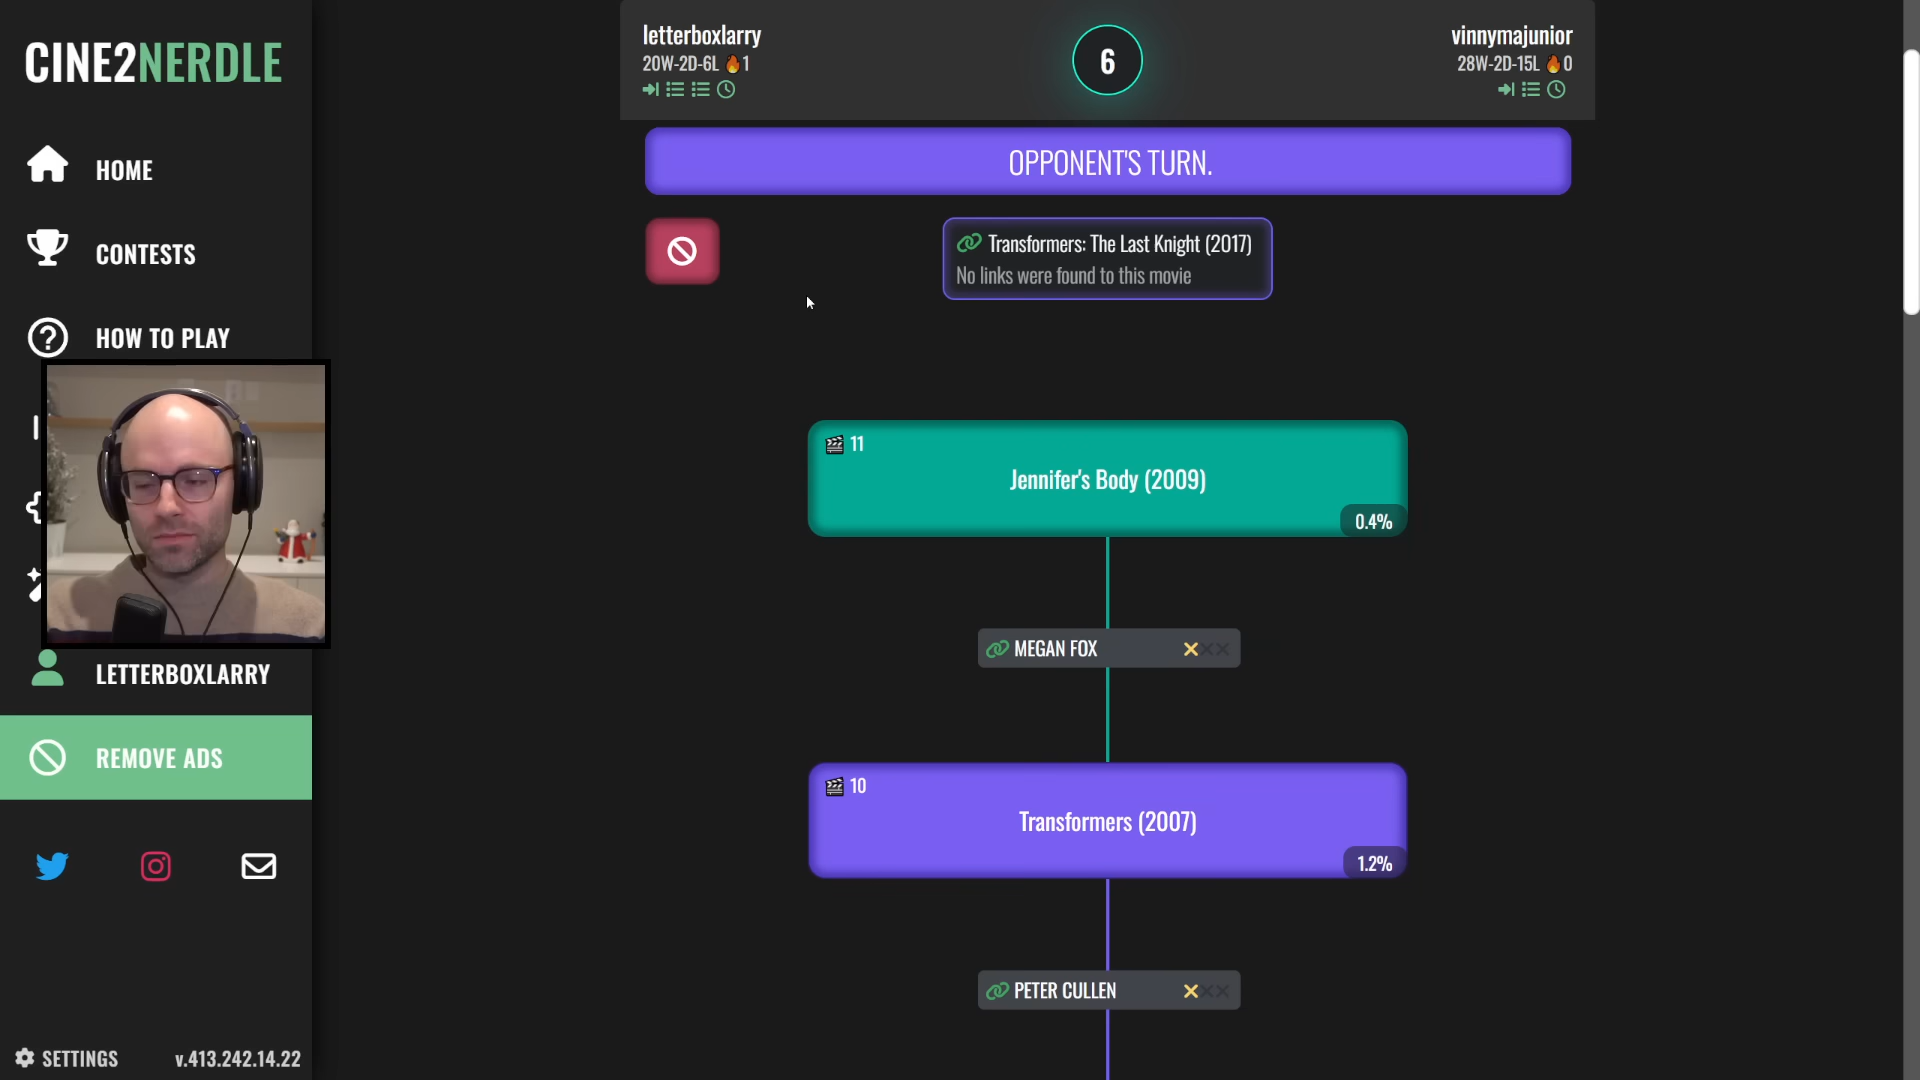 CINE2NERDLE
HOME
CONTESTS
HOW TO PLAY
LETTERBOXLARRY
REMOVE ADS
SETTINGS
v.413.242.14.22
letterboxlarry
20W-2D-6L 🔥1
6
vinnymajunior
28W-2D-15L 🔥0
OPPONENT'S TURN.
Transformers: The Last Knight (2017)
No links were found to this movie
11
Jennifer's Body (2009)
0.4%
MEGAN FOX
10
Transformers (2007)
1.2%
PETER CULLEN